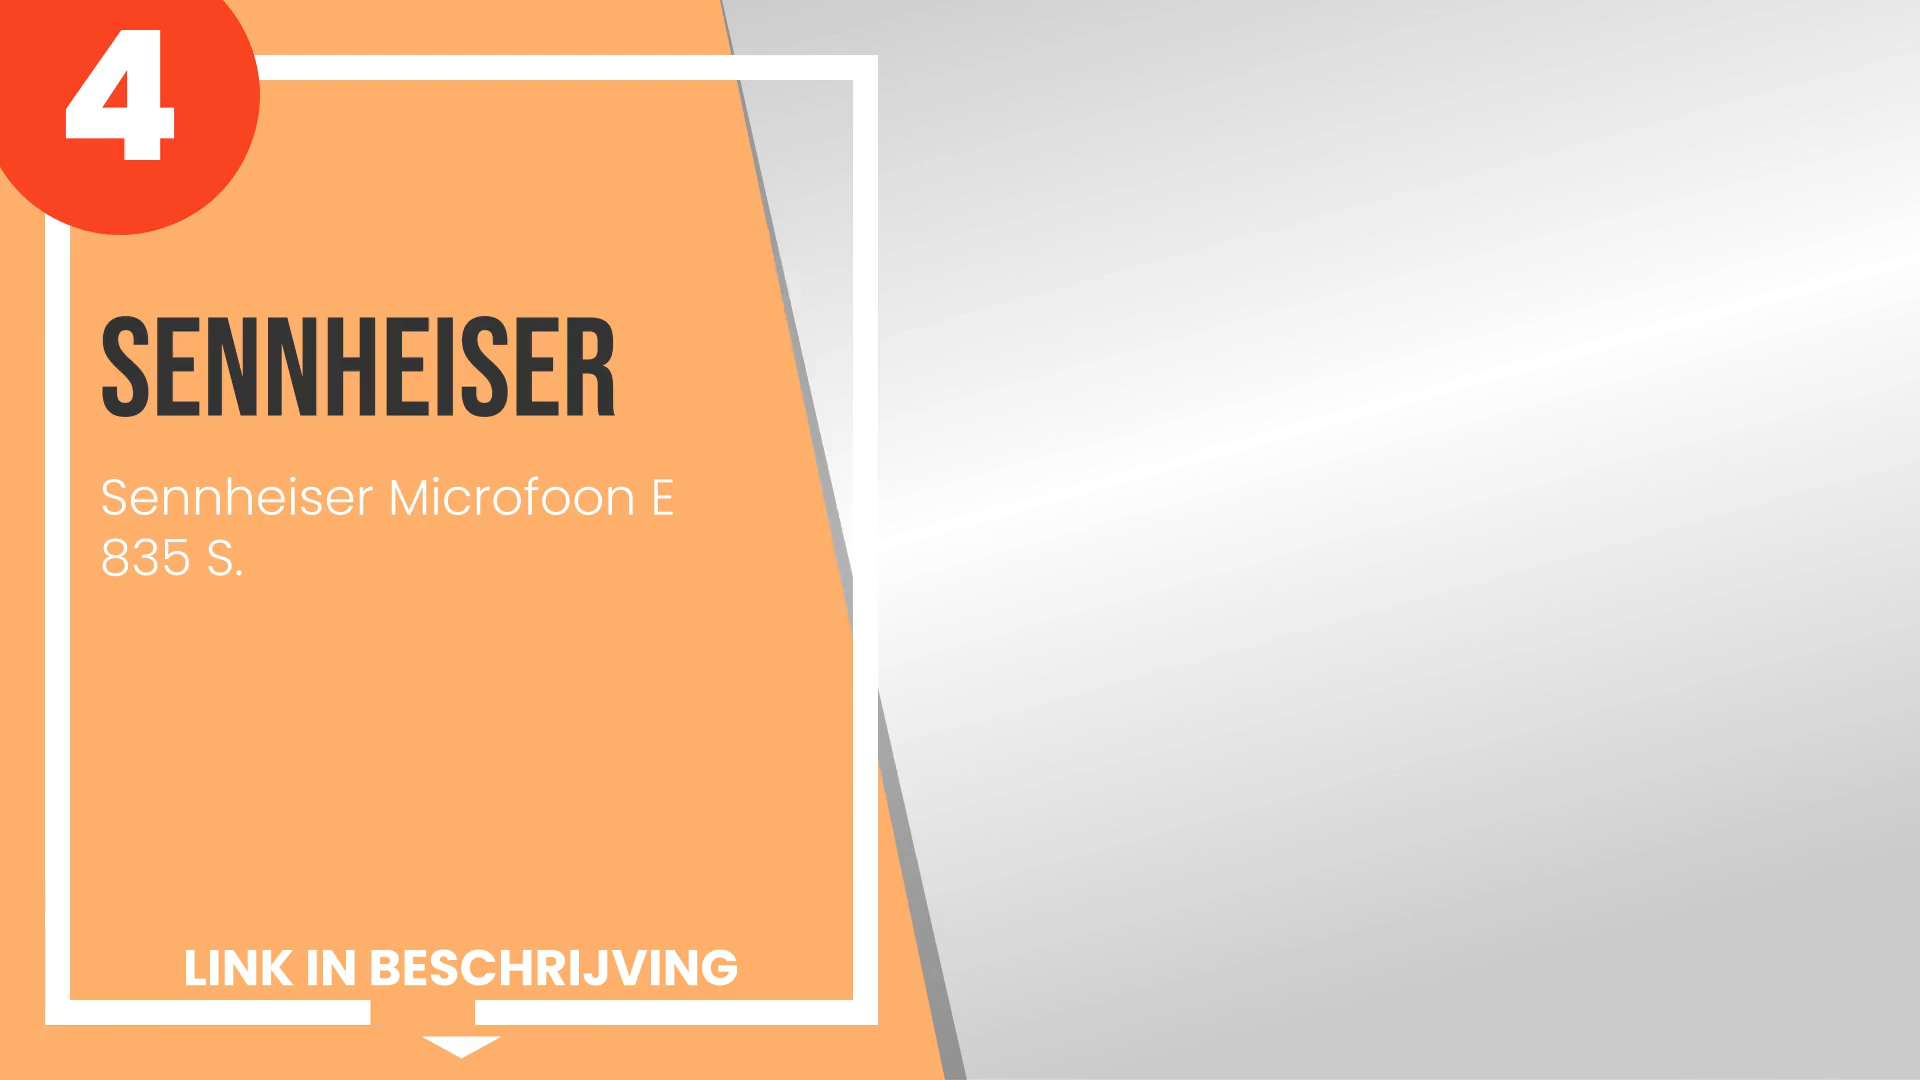 4
SENNHEISER
Sennheiser Microfoon E
835 S.
LINK IN BESCHRIJVING